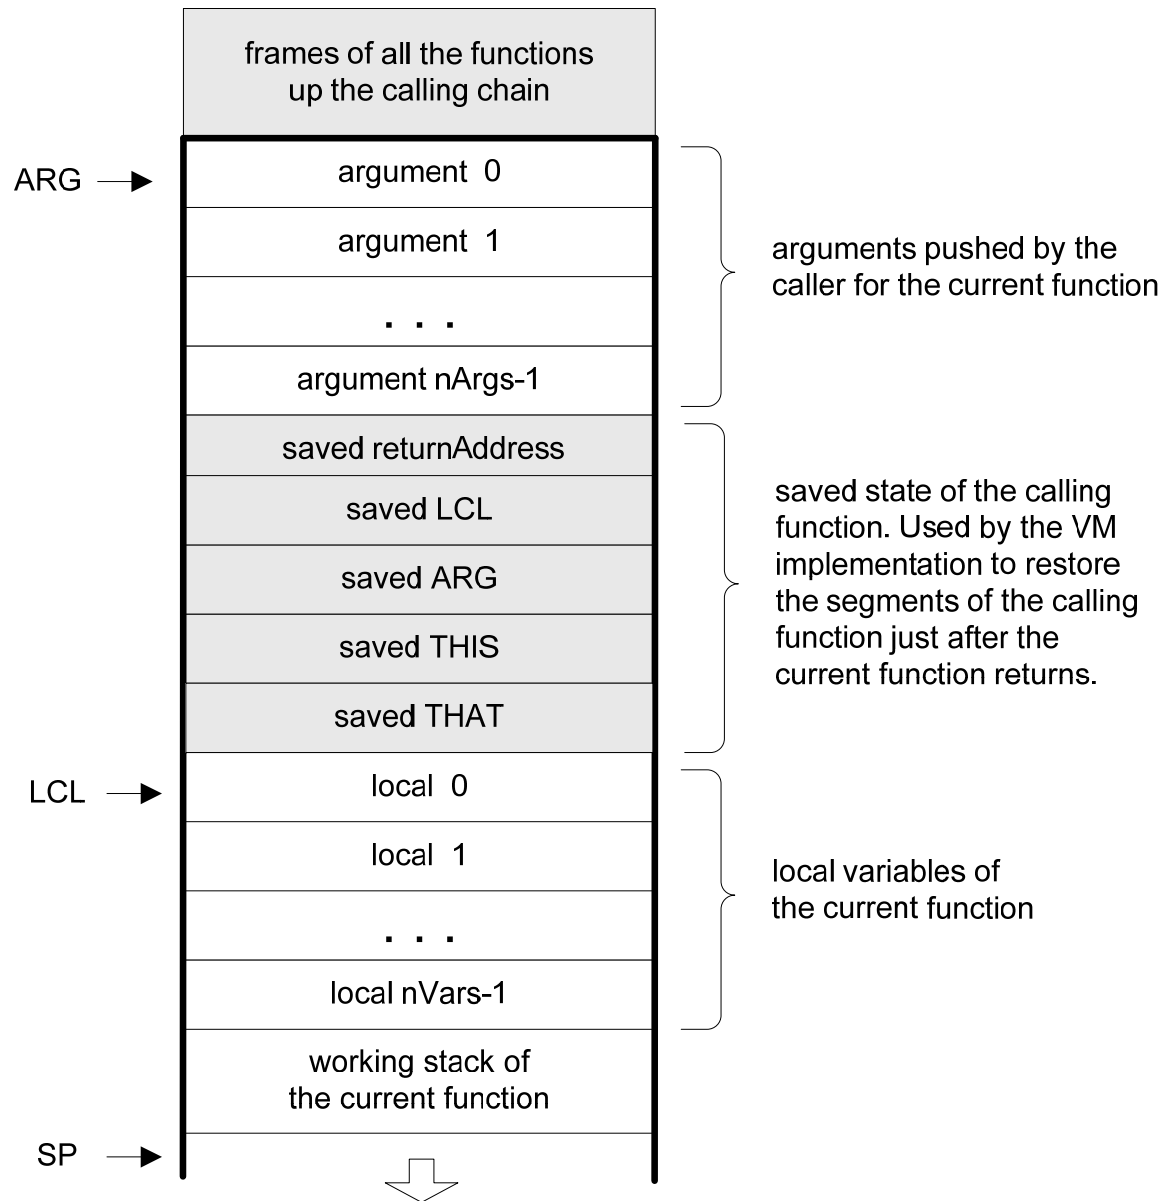 frames of all the functions
up the calling chain
ARG
argument 0
argument 1
. . .
argument nArgs-1
arguments pushed by the
caller for the current function
saved returnAddress
saved LCL
saved ARG
saved THIS
saved THAT
saved state of the calling
function. Used by the VM
implementation to restore
the segments of the calling
function just after the
current function returns.
LCL
local 0
local 1
. . .
local nVars-1
local variables of
the current function
working stack of
the current function
SP